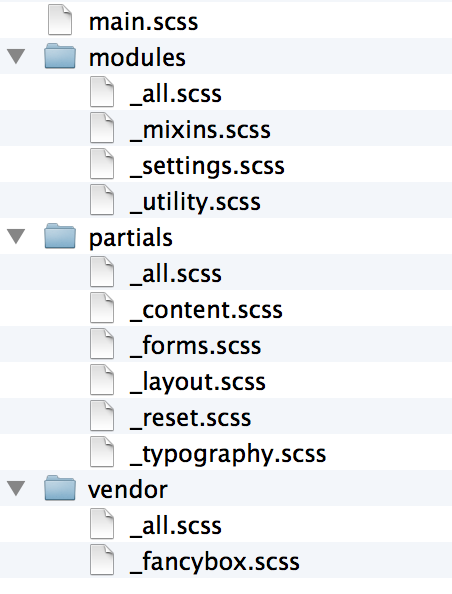 main.scss
modules
_all.scss
_mixins.scss
_settings.scss
_utility.scss
partials
_all.scss
_content.scss
_forms.scss
_layout.scss
_reset.scss
_typography.scss
vendor
_all.scss
_fancybox.scss